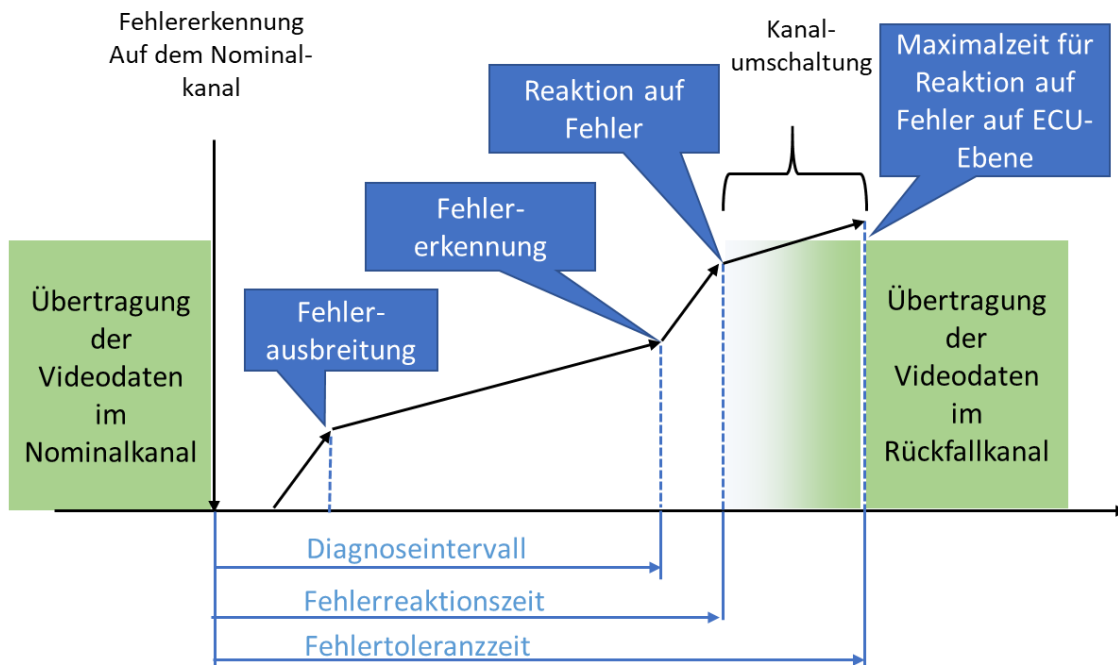 Fehlererkennung
Auf dem Nominal-
kanal
Kanal-
umschaltung
Maximalzeit für
Reaktion auf
Fehler auf ECU-
Ebene
Reaktion auf
Fehler
Fehler-
erkennung
Fehler-
ausbreitung
Übertragung
der
Videodaten
im
Nominalkanal
Übertragung
der
Videodaten
im
Rückfallkanal
Diagnoseintervall
Fehlerreaktionszeit
Fehlertoleranzzeit